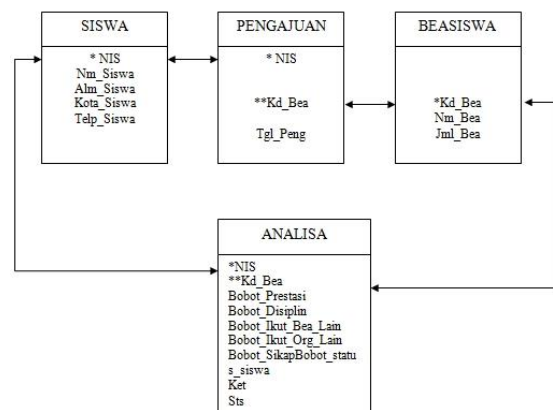 SISWA
* NIS
Nm_Siswa
Alm_Siswa
Kota_Siswa
Telp_Siswa
PENGAJUAN
* NIS
**Kd_Bea
Tgl_Peng
BEASISWA
*Kd_Bea
Nm_Bea
Jml_Bea
ANALISA
*NIS
**Kd_Bea
Bobot_Prestasi
Bobot_Disiplin
Bobot_Ikut_Bea_Lain
Bobot_Ikut_Org_Lain
Bobot_SikapBobot_statu
s_siswa
Ket
Sts